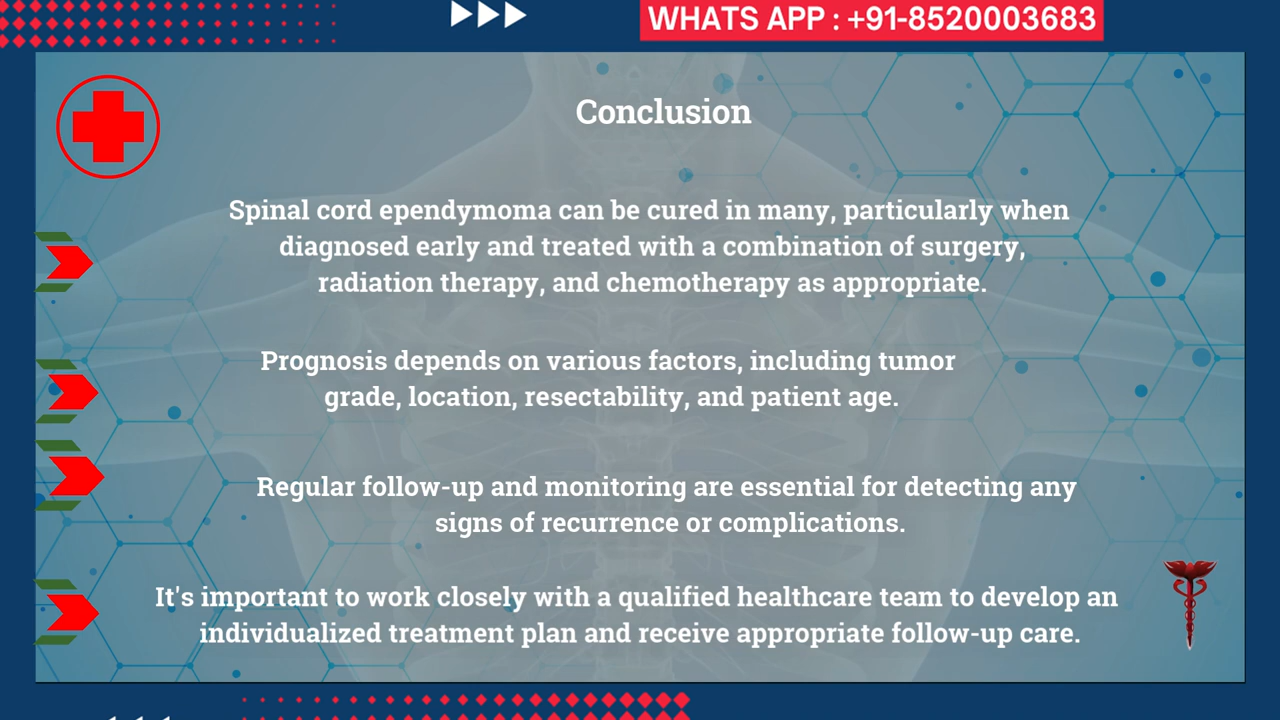 WHATS APP : +91-8520003683
Conclusion
Spinal cord ependymoma can be cured in many, particularly when
diagnosed early and treated with a combination of surgery,
radiation therapy, and chemotherapy as appropriate.
Prognosis depends on various factors, including tumor
grade, location, resectability, and patient age.
Regular follow-up and monitoring are essential for detecting any
signs of recurrence or complications.
It's important to work closely with a qualified healthcare team to develop an
individualized treatment plan and receive appropriate follow-up care.